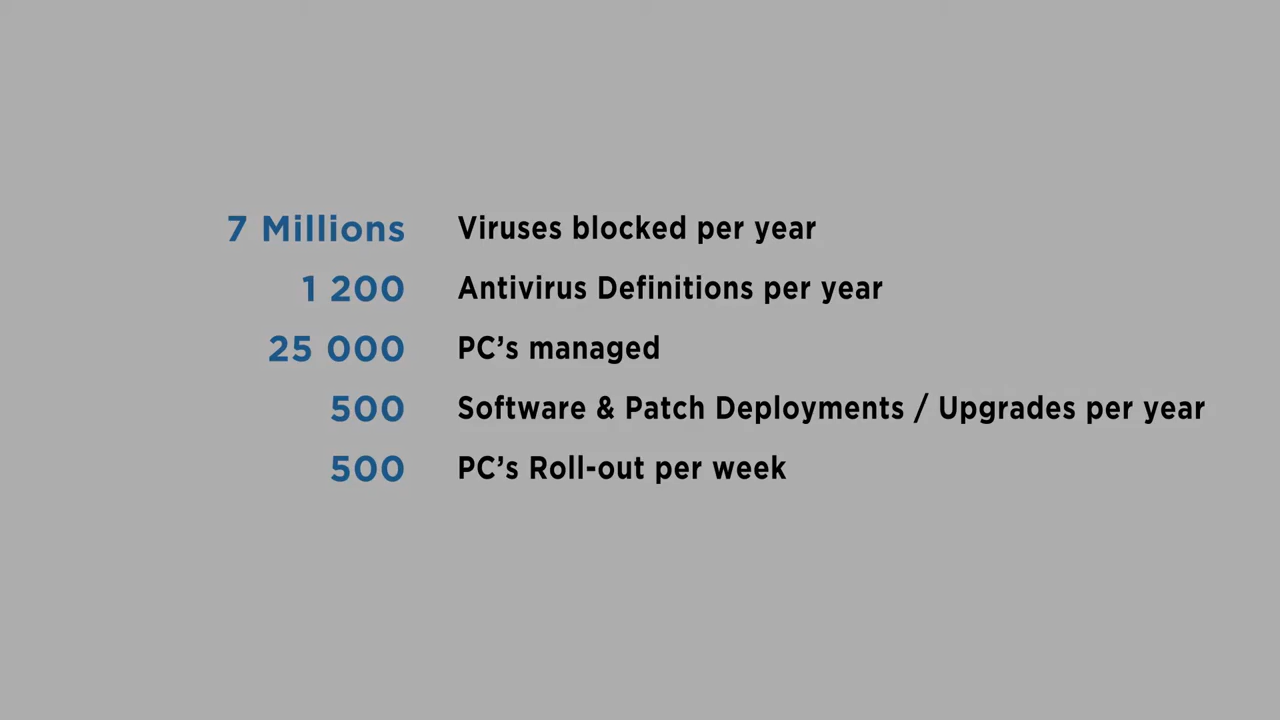 7 Millions Viruses blocked per year
1 200 Antivirus Definitions per year
25 000 PC’s managed
500 Software & Patch Deployments / Upgrades per year
500 PC’s Roll-out per week